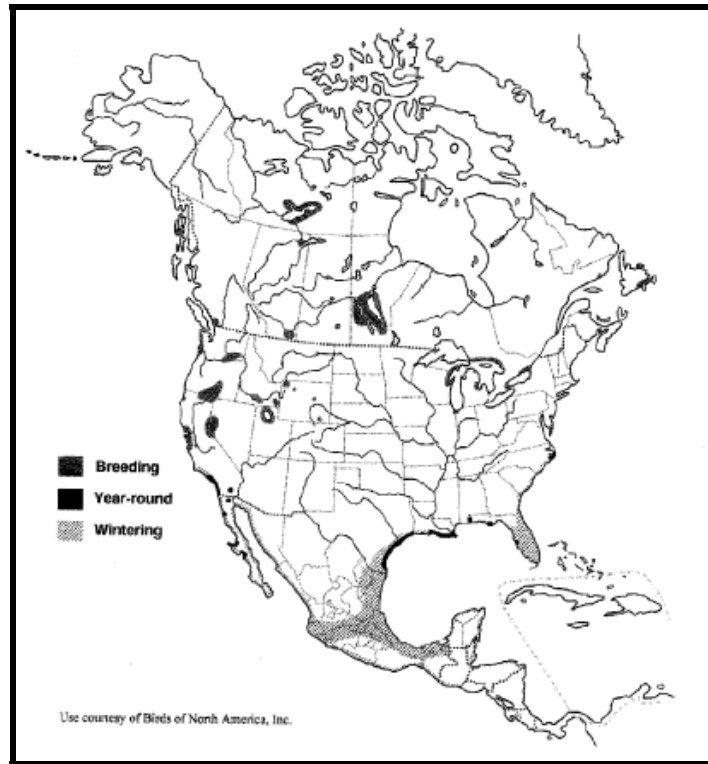 Breeding
Year-round
Wintering
Use courtesy of Birds of North America, Inc.